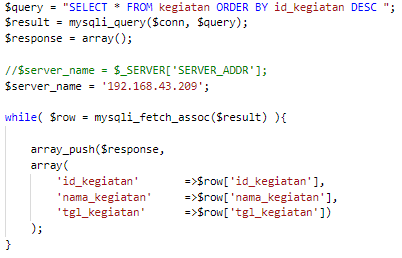 $query = "SELECT * FROM kegiatan ORDER BY id_kegiatan DESC ";
$result = mysqli_query($conn, $query);
$response = array();
//$server_name = $_SERVER['SERVER_ADDR'];
$server_name = '192.168.43.209';
while( $row = mysqli_fetch_assoc($result) ){
array_push($response,
array(
'id_kegiatan' =>$row['id_kegiatan'],
'nama_kegiatan' =>$row['nama_kegiatan'],
'tgl_kegiatan' =>$row['tgl_kegiatan'])
);
}